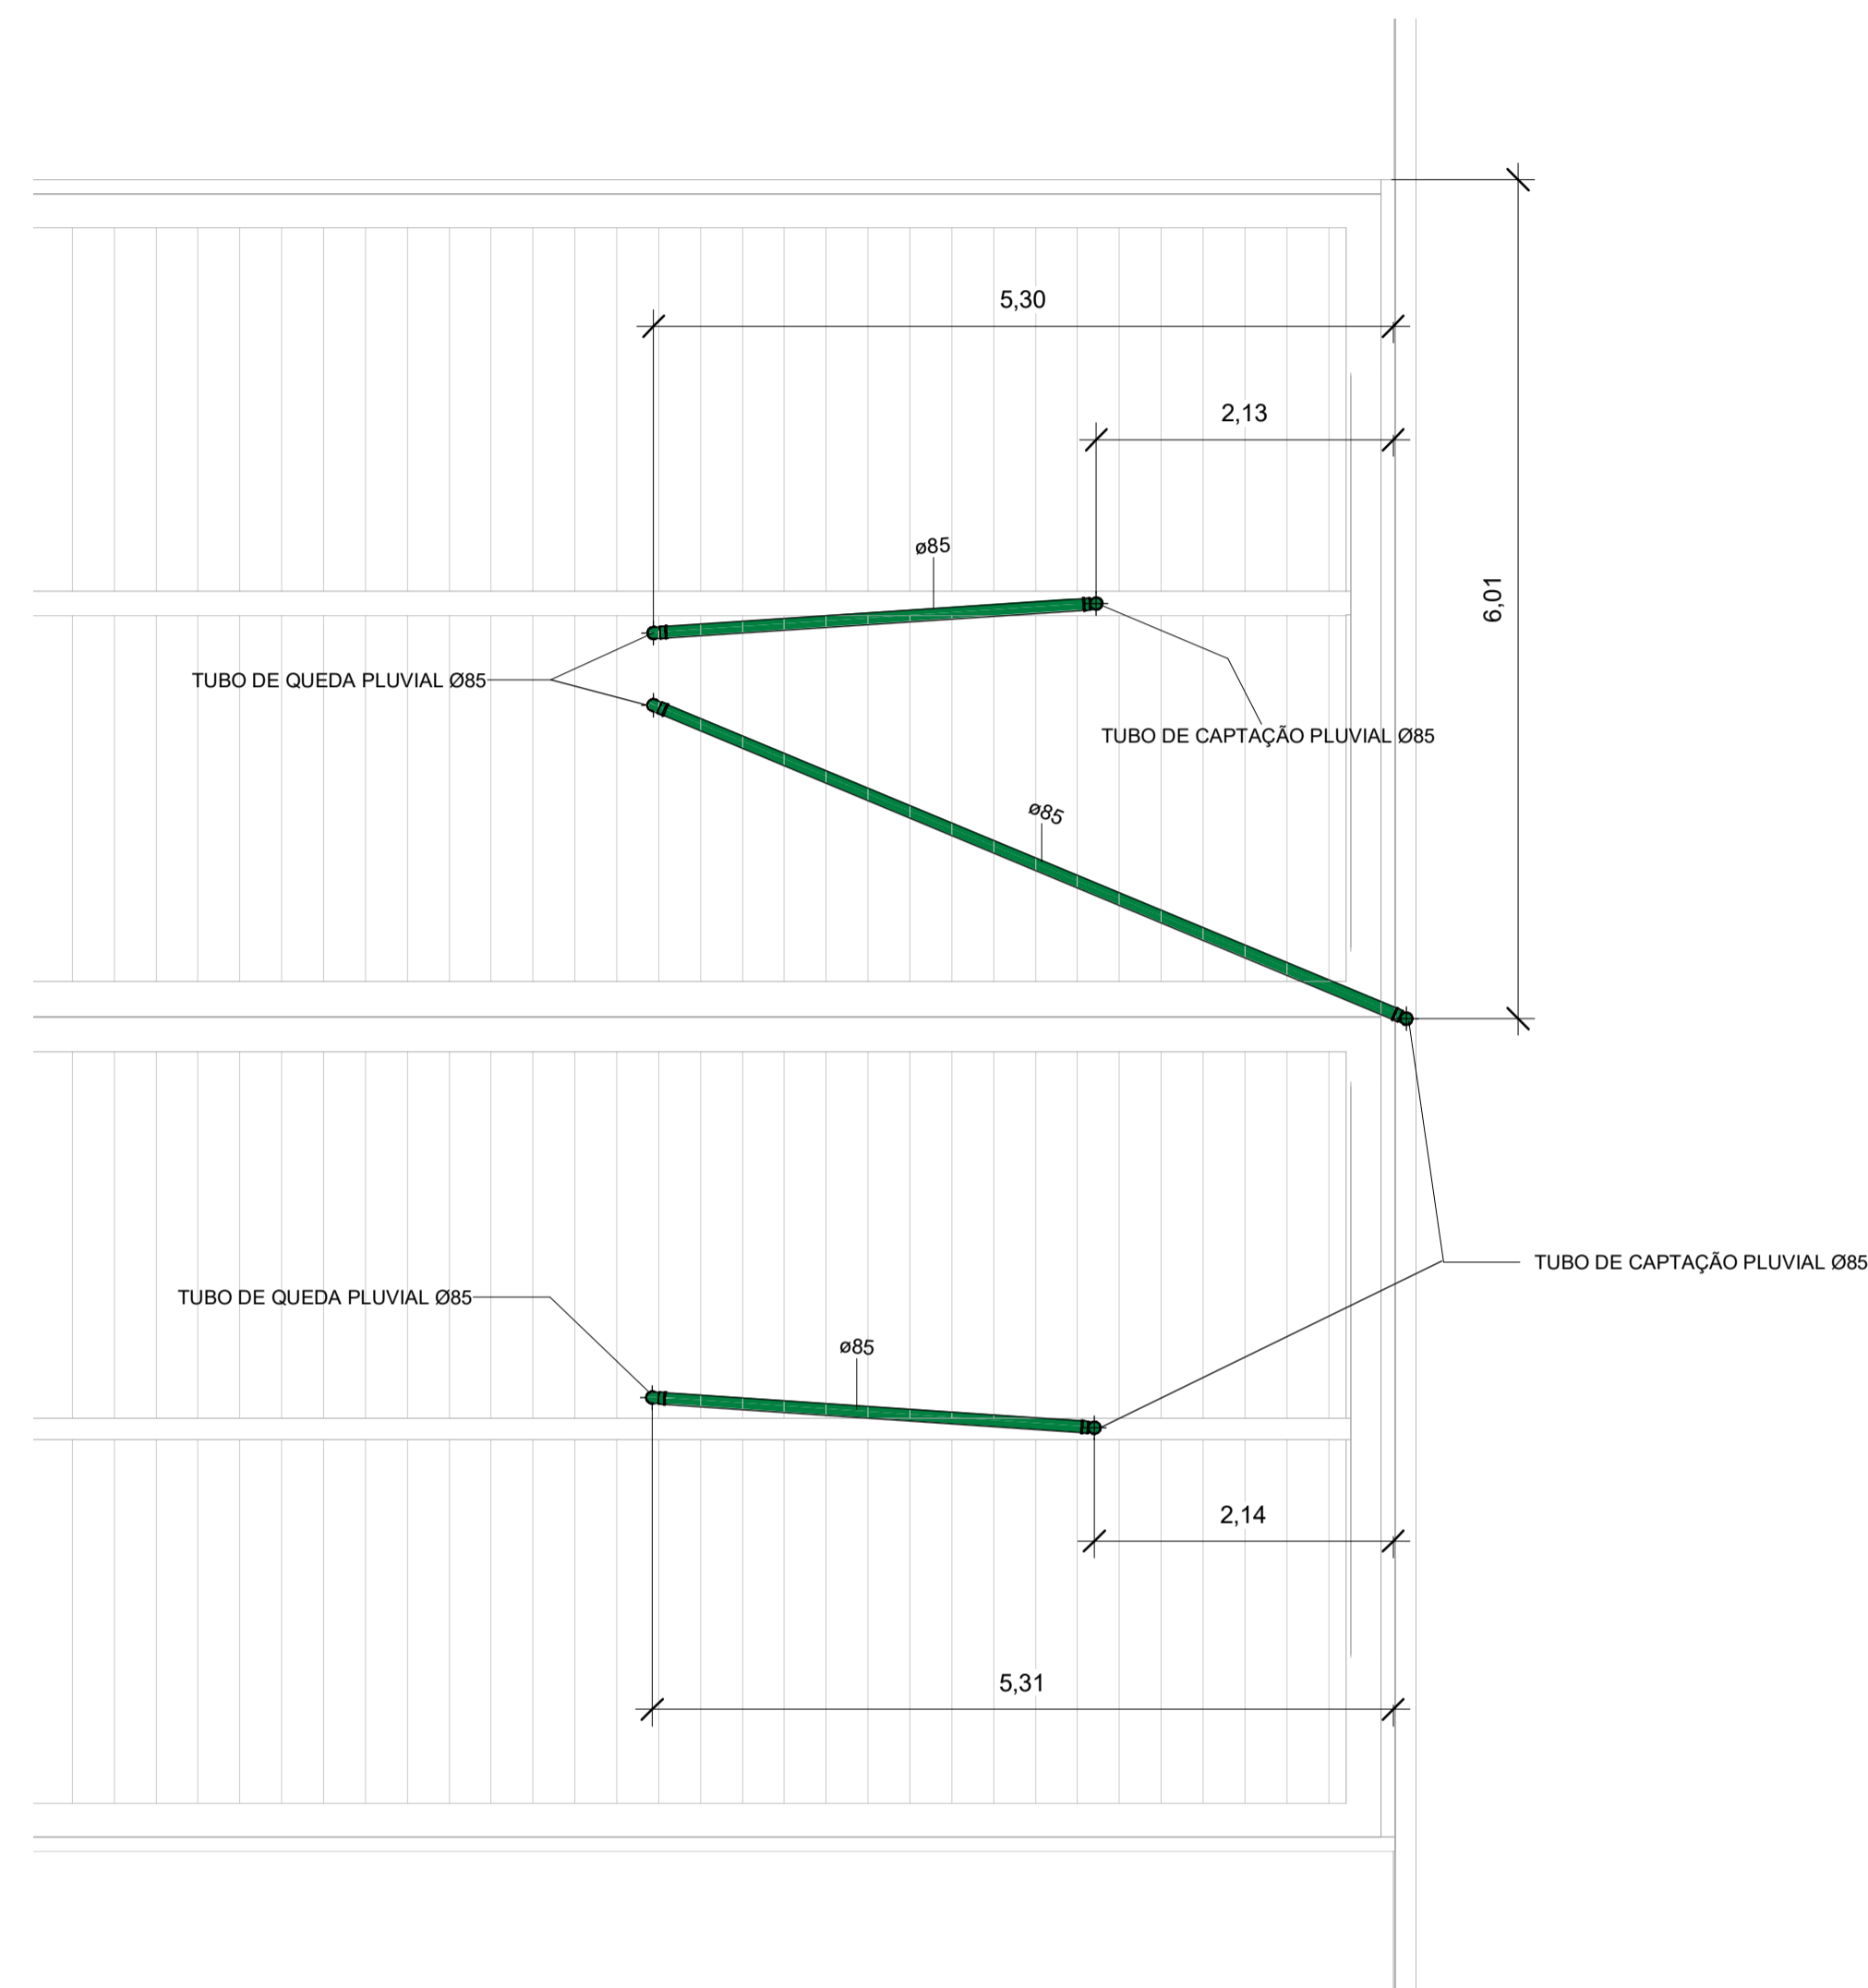 5,30
2,13
ø85
6,01
TUBO DE QUEDA PLUVIAL Ø85
TUBO DE CAPTAÇÃO PLUVIAL Ø85
ø85
TUBO DE CAPTAÇÃO PLUVIAL Ø85
TUBO DE QUEDA PLUVIAL Ø85
ø85
2,14
5,31